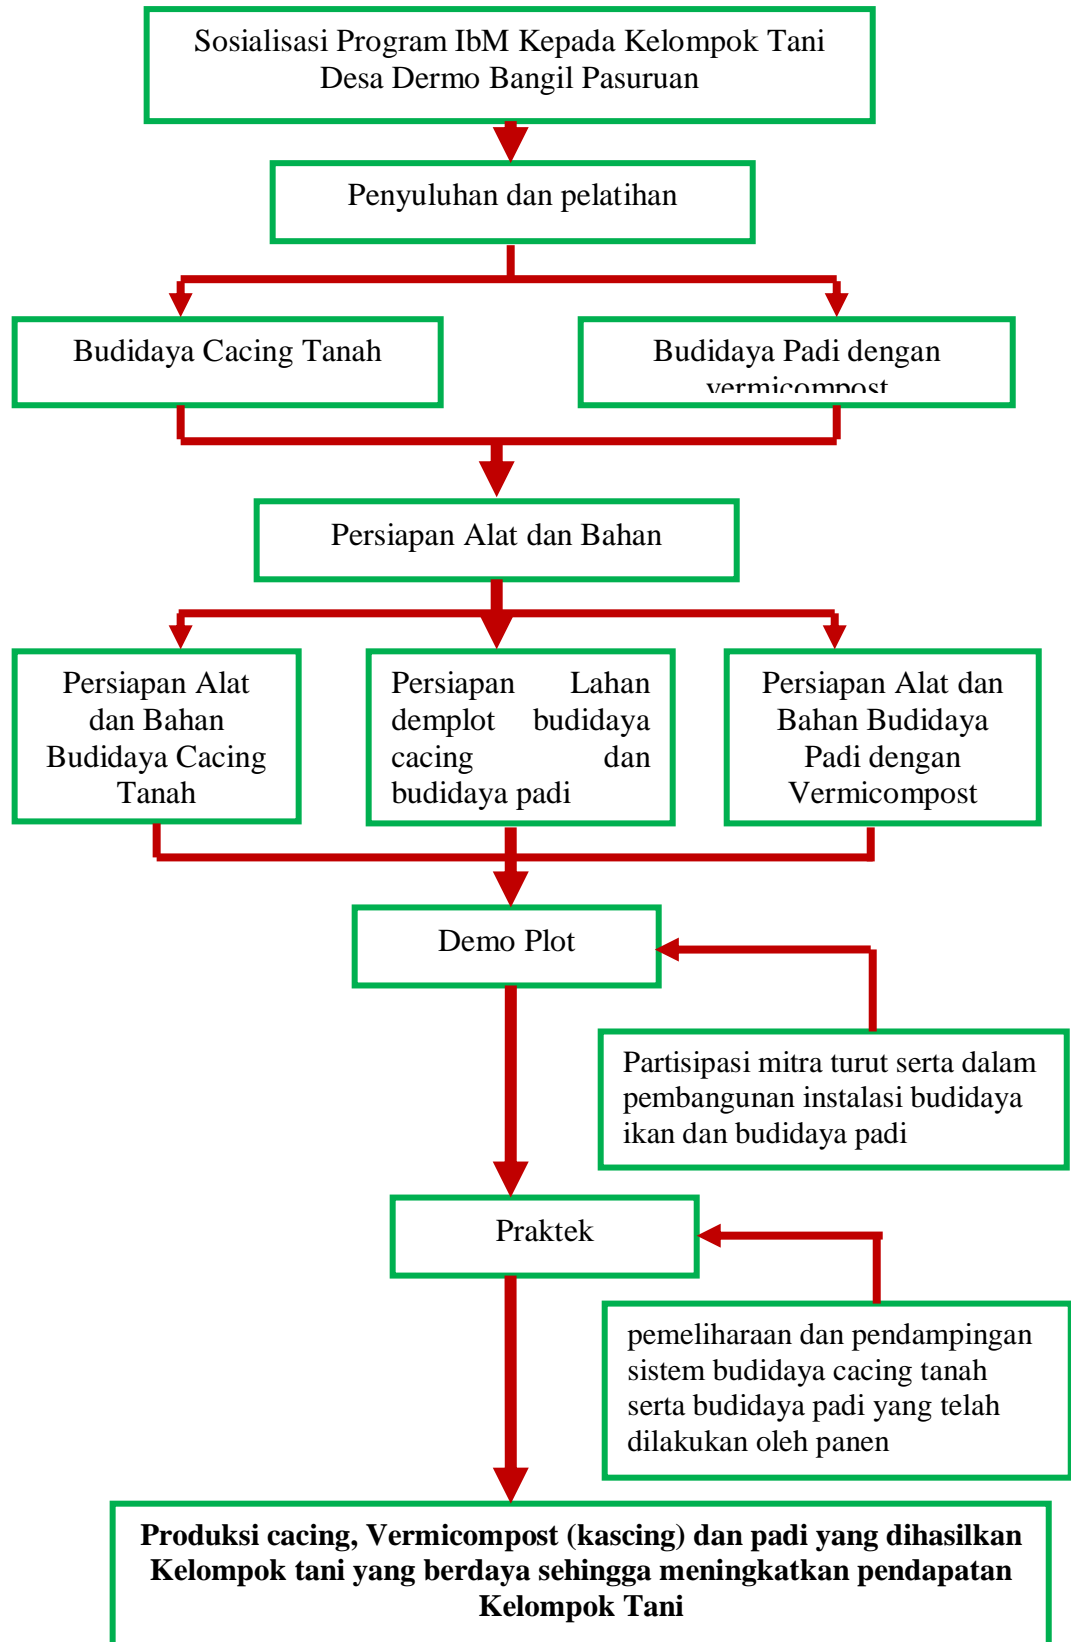 Sosialisasi Program IbM Kepada Kelompok Tani
Desa Dermo Bangil Pasuruan
Penyuluhan dan pelatihan
Budidaya Cacing Tanah
Budidaya Padi dengan
vermicompost
Persiapan Alat dan Bahan
Persiapan Alat
dan Bahan
Budidaya Cacing
Tanah
Persiapan Lahan
demplot budidaya
cacing dan
budidaya padi
Persiapan Alat dan
Bahan Budidaya
Padi dengan
Vermicompost
Demo Plot
Partisipasi mitra turut serta dalam
pembangunan instalasi budidaya
ikan dan budidaya padi
Praktek
pemeliharaan dan pendampingan
sistem budidaya cacing tanah
serta budidaya padi yang telah
dilakukan oleh panen
Produksi cacing, Vermicompost (kascing) dan padi yang dihasilkan
Kelompok tani yang berdaya sehingga meningkatkan pendapatan
Kelompok Tani